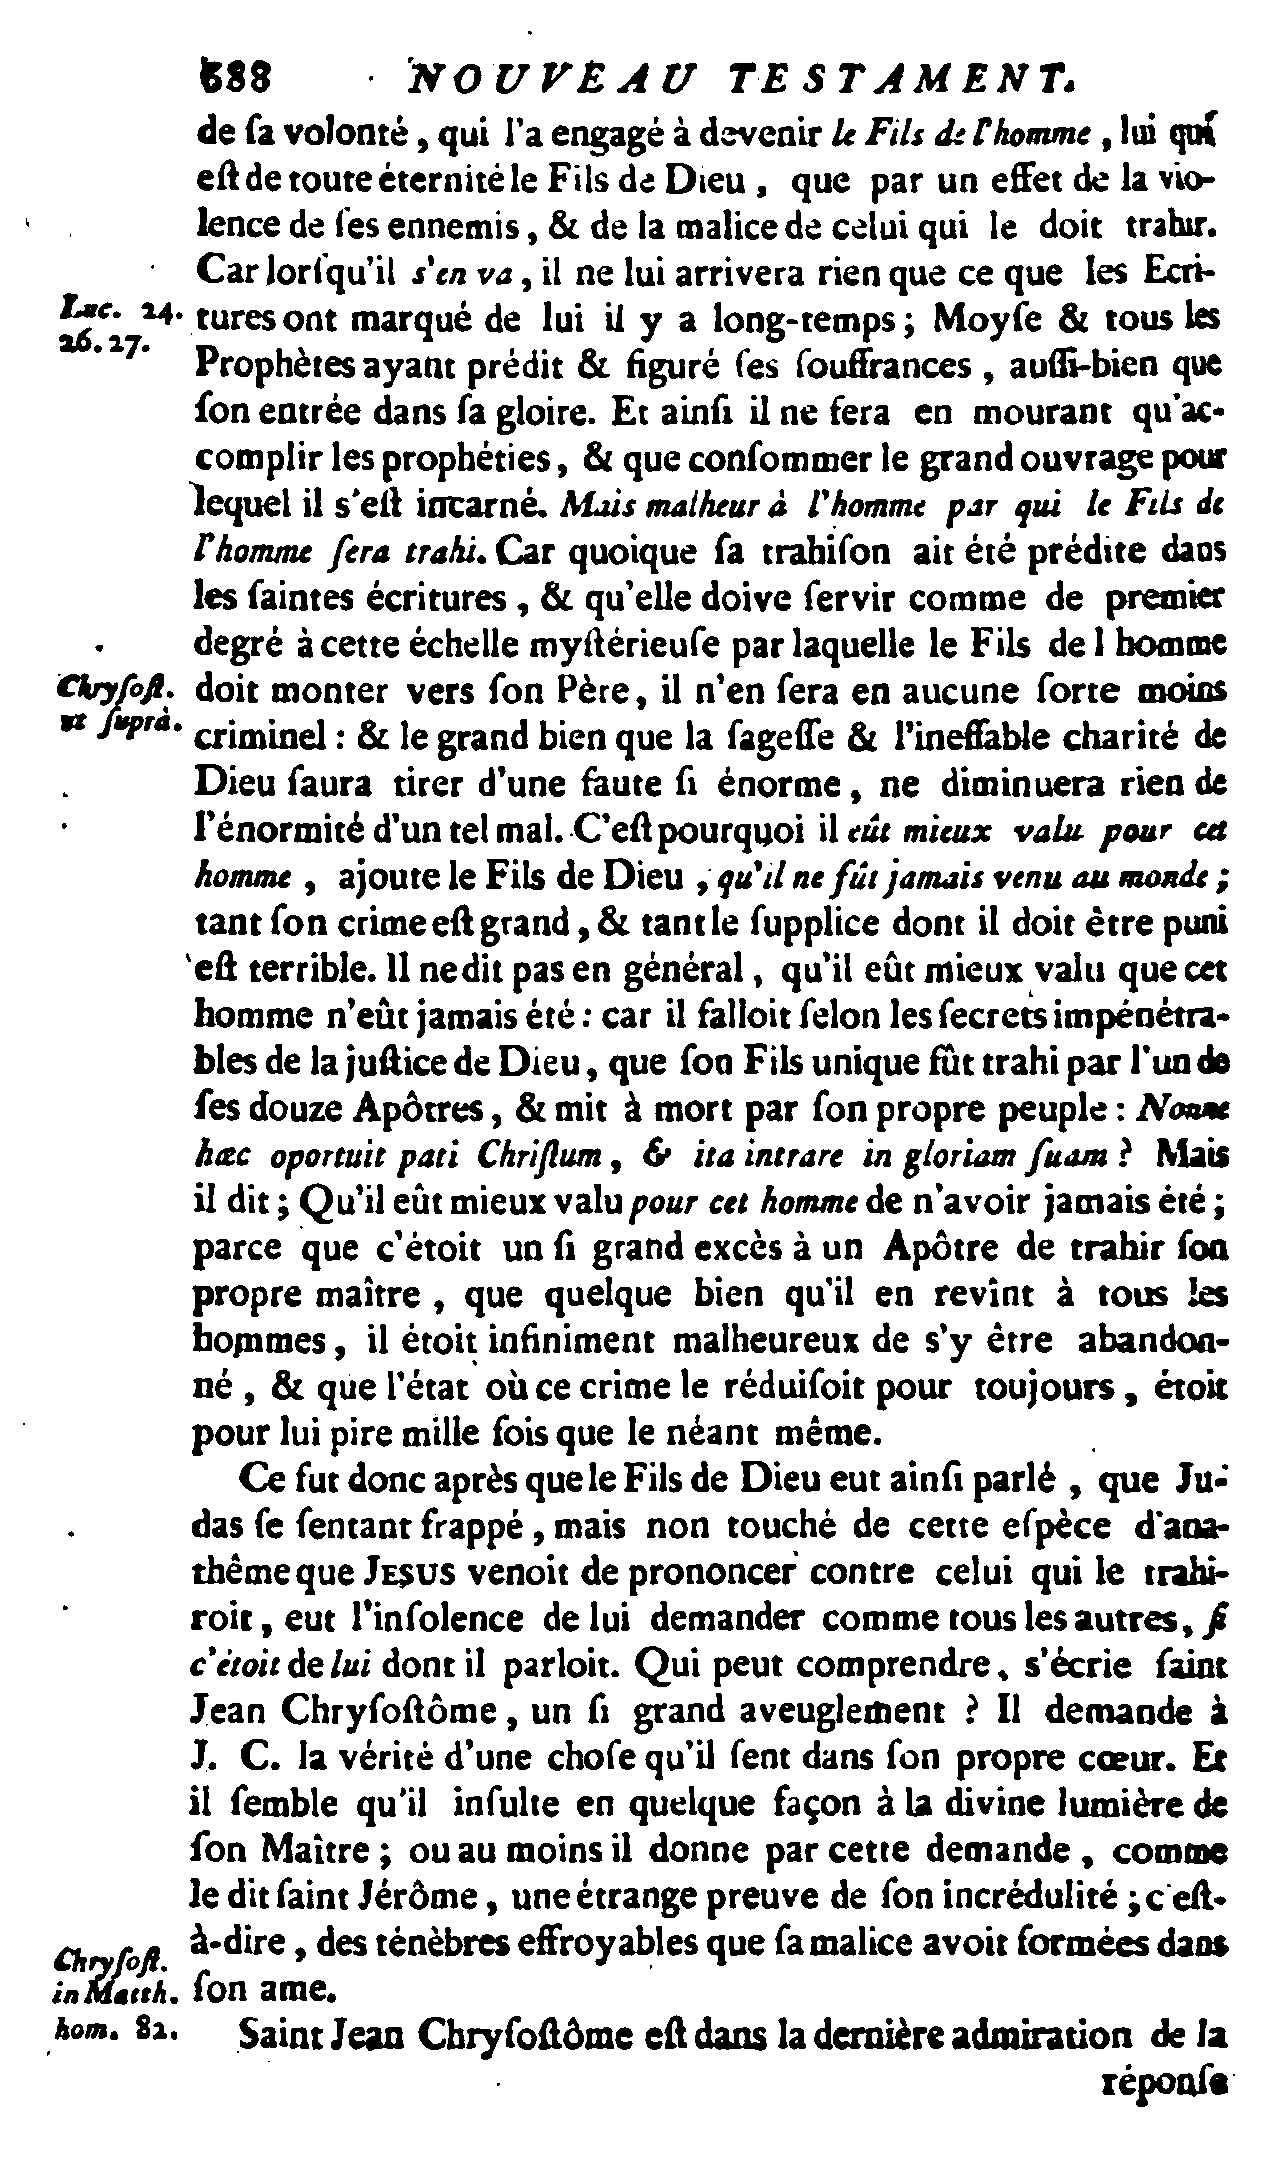 688 NOUVEAU TESTAMENT.
de ſa volonté, qui l'a engagé à devenir le Fils de l'homme, lui qui
eſt de toute éternité le Fils de Dieu, que par un effet de la vio-
lence de ſes ennemis, & de la malice de celui qui le doit trahir.
Car lorſqu'il s'en va, il ne lui arrivera rien que ce que les Ecri-
Luc. 24. tures ont marqué de lui il y a long-temps; Moyſe & tous les
26. 27. Prophètes ayant prédit & figuré ſes ſouffrances, auſſi-bien que
ſon entrée dans ſa gloire. Et ainſi il ne fera en mourant qu'ac-
complir les prophéties, & que conſommer le grand ouvrage pour
lequel il s'eſt incarné. Mais malheur à l'homme par qui le Fils de
l'homme ſera trahi. Car quoique ſa trahiſon ait été prédite dans
les ſaintes écritures, & qu'elle doive ſervir comme de premier
degré à cette échelle myſtérieuſe par laquelle le Fils de l homme
Chryſoſt. doit monter vers ſon Père, il n'en ſera en aucune ſorte moins
ut ſuprà. criminel : & le grand bien que la ſageſſe & l'ineffable charité de
Dieu ſaura tirer d'une faute ſi énorme, ne diminuera rien de
l'énormité d'un tel mal. C'eſt pourquoi il eût mieux valu pour cet
homme, ajoute le Fils de Dieu, qu'il ne fût jamais venu au monde;
tant ſon crime eſt grand, & tant le ſupplice dont il doit être puni
eſt terrible. Il ne dit pas en général, qu'il eût mieux valu que cet
homme n'eût jamais été : car il falloit ſelon les ſecrets impénétra-
bles de la juſtice de Dieu, que ſon Fils unique fût trahi par l'un de
ſes douze Apôtres, & mit à mort par ſon propre peuple : Nonne
hæc oportuit pati Chriſtum, & ita intrare in gloriam ſuam ? Mais
il dit; Qu'il eût mieux valu pour cet homme de n'avoir jamais été;
parce que c'étoit un ſi grand excès à un Apôtre de trahir ſon
propre maître, que quelque bien qu'il en revînt à tous les
hommes, il étoit infiniment malheureux de s'y être abandon-
né, & que l'état où ce crime le réduiſoit pour toujours, étoit
pour lui pire mille fois que le néant même.
Ce fut donc après que le Fils de Dieu eut ainſi parlé, que Ju-
das ſe ſentant frappé, mais non touché de cette eſpèce d'ana-
thême que JESUS venoit de prononcer contre celui qui le trahi-
roit, eut l'inſolence de lui demander comme tous les autres, ſi
c'étoit de lui dont il parloit. Qui peut comprendre, s'écrie ſaint
Jean Chryſoſtôme, un ſi grand aveuglement ? Il demande à
J. C. la vérité d'une choſe qu'il ſent dans ſon propre cœur. Et
il ſemble qu'il inſulte en quelque façon à la divine lumière de
ſon Maître; ou au moins il donne par cette demande, comme
le dit ſaint Jérôme, une étrange preuve de ſon incrédulité; c'eſt-
à-dire, des ténèbres effroyables que ſa malice avoit formées dans
Chryſoſt.
in Matth. ſon ame.
hom. 82. Saint Jean Chryſoſtôme eſt dans la dernière admiration de la
réponſe